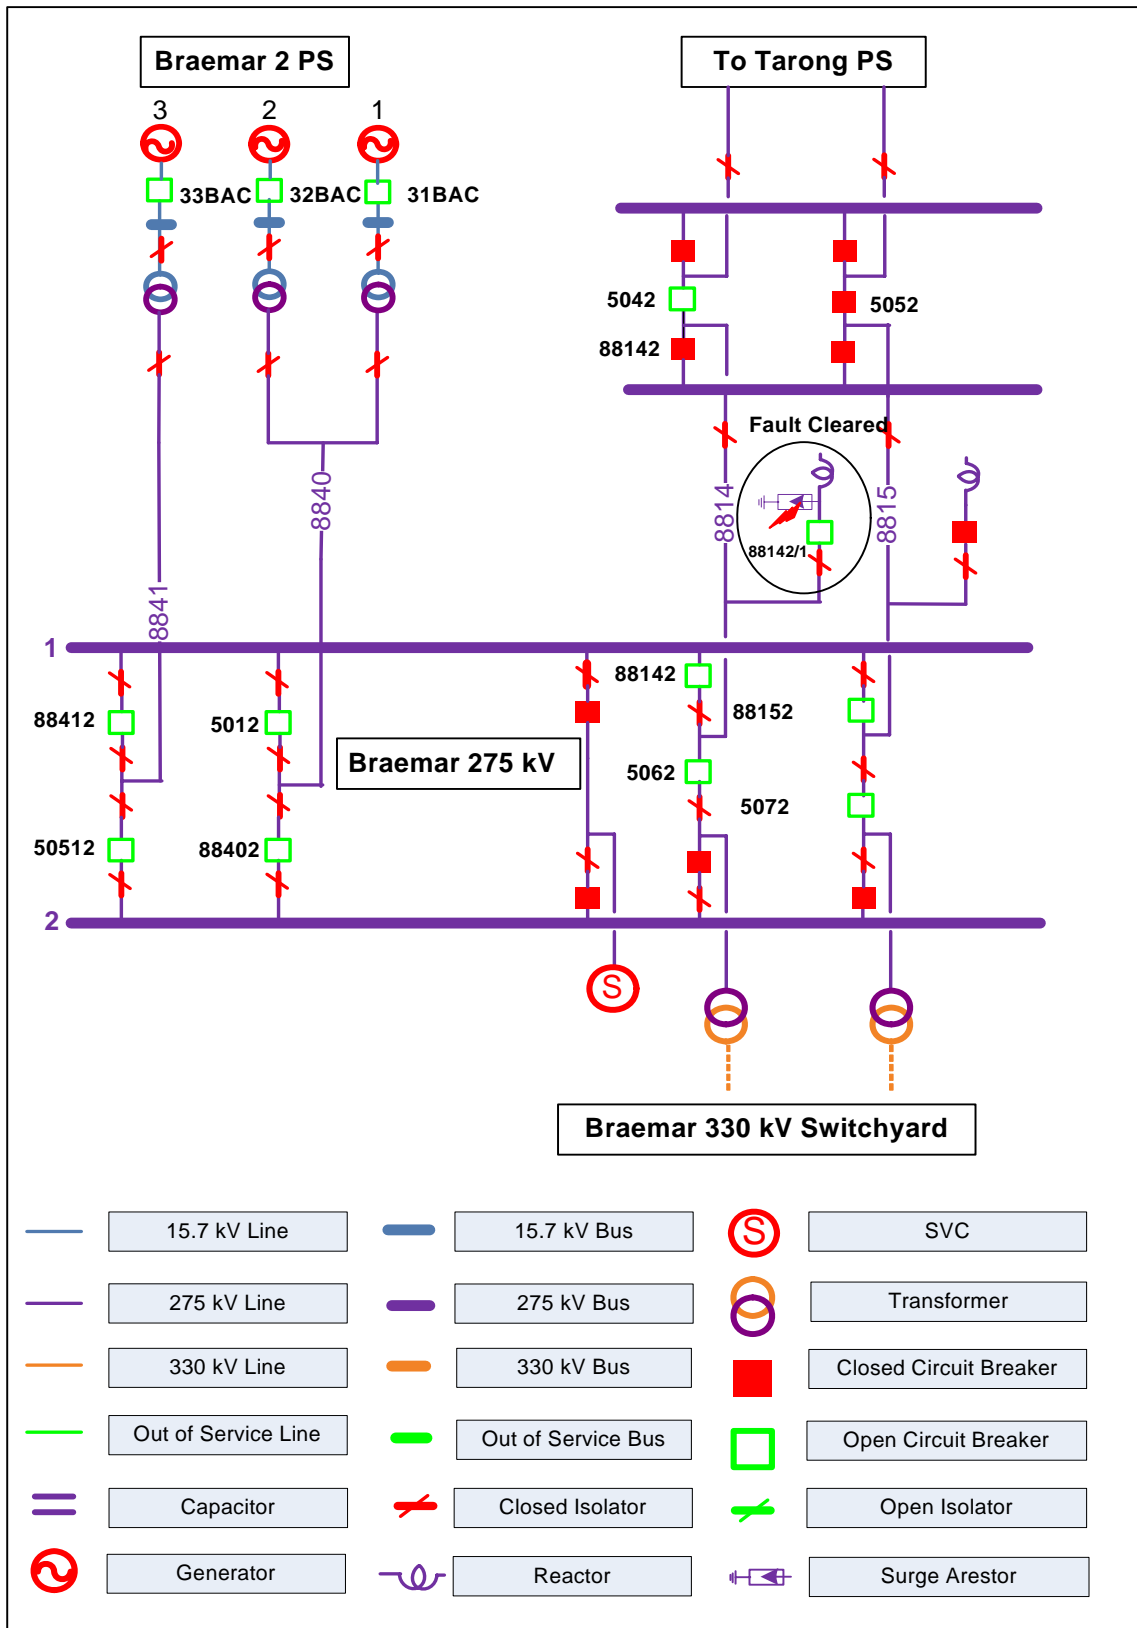 Braemar 2 PS
To Tarong PS
3
2
1
33BAC
32BAC
31BAC
5042
5052
88142
Fault Cleared
8814
8815
88142/1
8840
8841
1
88142
88412
5012
88152
Braemar 275 kV
5062
5072
50512
88402
2
S
Braemar 330 kV Switchyard
15.7 kV Line
15.7 kV Bus
S
SVC
275 kV Line
275 kV Bus
Transformer
330 kV Line
330 kV Bus
Closed Circuit Breaker
Out of Service Line
Out of Service Bus
Open Circuit Breaker
Capacitor
Closed Isolator
Open Isolator
Generator
Reactor
Surge Arestor